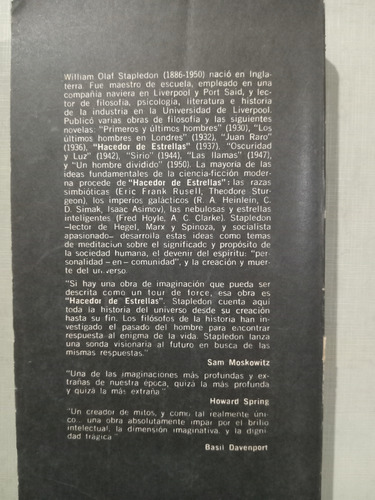 William Olaf Stapledon (1886-1950) nació en Ingla-
terra. Fue maestro de escuela, empleado en una
compañía naviera en Liverpool y Port Said, y lec-
tor de filosofía, psicología, literatura e historia
de la industria en la Universidad de Liverpool.
Publicó varias obras de filosofía y las siguientes
novelas: "Primeros y últimos hombres" (1930), "Los
últimos hombres en Londres" (1932), "Juan Raro"
(1936), "Hacedor de Estrellas" (1937), "Oscuridad
y Luz" (1942), "Sirio" (1944), "Las llamas" (1947),
y "Un hombre dividido" (1950). La mayoría de las
ideas fundamentales de la ciencia-ficción moderna
procede de "Hacedor de Estrellas": las razas
simbióticas (Eric Frank Rusell, Theodore Stur-
geon), los imperios galácticos (R. A. Heinlein, C.
D. Simak, Isaac Asimov), las nebulosas y estrellas
inteligentes (Fred Hoyle, A. C. Clarke). Stapledon
-lector de Hegel, Marx y Spinoza, y socialista
apasionado- desarrolla estas ideas como temas
de meditación sobre el significado y propósito de
la sociedad humana, el devenir del espíritu: "per-
sonalidad -en- comunidad", y la creación y muer-
te del universo.
"Si hay una obra de imaginación que pueda ser
descrita como un tour de force, esa obra es
"Hacedor de Estrellas". Stapledon cuenta aquí
toda la historia del universo desde su creación
hasta su fin. Los filósofos de la historia han in-
vestigado el pasado del hombre para encontrar
respuesta al enigma de la vida. Stapledon lanza
una sonda visionaria al futuro en busca de las
mismas respuestas."
Sam Moskowitz
"Una de las imaginaciones más profundas y ex-
trañas de nuestra época, quizá la más profunda
y quizá la más extraña"
Howard Spring
"Un creador de mitos, y como tal realmente úni-
co... una obra absolutamente impar por el brillo
intelectual, la dimensión imaginativa, y la digni-
dad trágica"
Basil Davenport